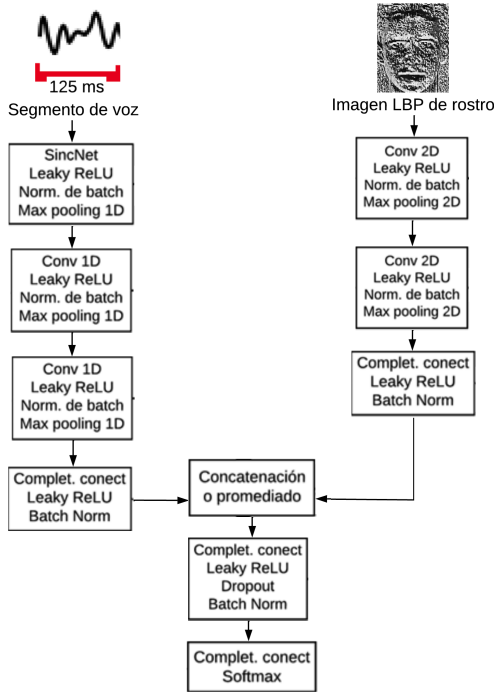 125 ms
Segmento de voz
SincNet
Leaky ReLU
Norm. de batch
Max pooling 1D
Conv 1D
Leaky ReLU
Norm. de batch
Max pooling 1D
Conv 1D
Leaky ReLU
Norm. de batch
Max pooling 1D
Complet. conect
Leaky ReLU
Batch Norm
Imagen LBP de rostro
Conv 2D
Leaky ReLU
Norm. de batch
Max pooling 2D
Conv 2D
Leaky ReLU
Norm. de batch
Max pooling 2D
Complet. conect
Leaky ReLU
Batch Norm
Concatenación
o promediado
Complet. conect
Leaky ReLU
Dropout
Batch Norm
Complet. conect
Softmax